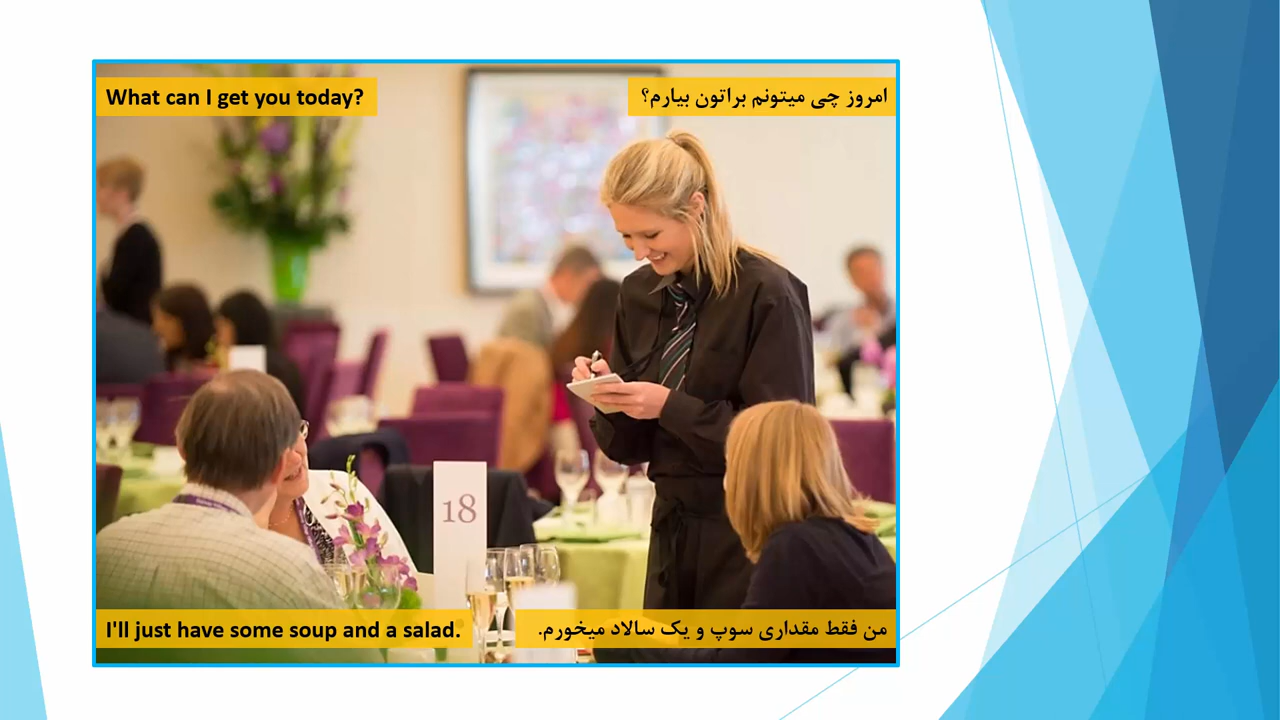 What can I get you today?
امروز چی میتونم براتون بیارم؟
18
I'll just have some soup and a salad.
من فقط مقداری سوپ و یک سالاد میخورم.